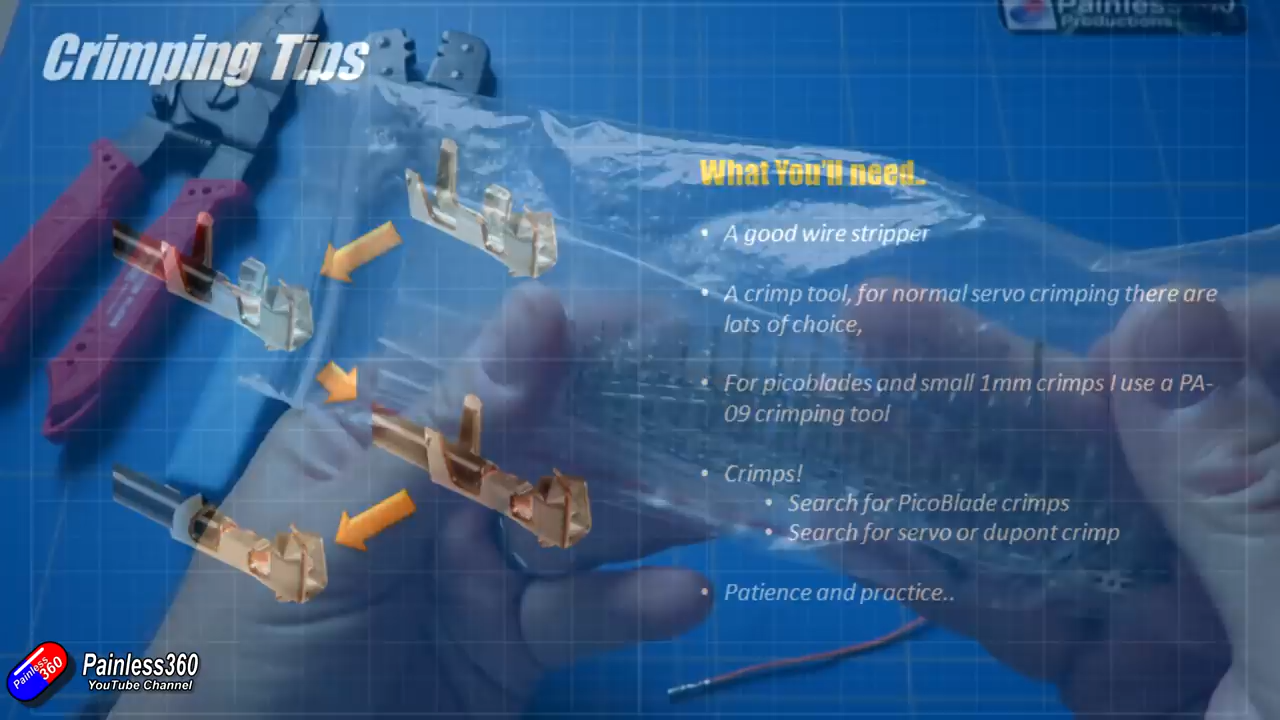 Crimping Tips
Productions
What You'll need..
• A good wire stripper
• A crimp tool, for normal servo crimping there are
lots of choice,
• For picoblades and small 1mm crimps I use a PA-
09 crimping tool
• Crimps!
• Search for PicoBlade crimps
• Search for servo or dupont crimp
• Patience and practice..
Painless
360
Painless360
YouTube Channel